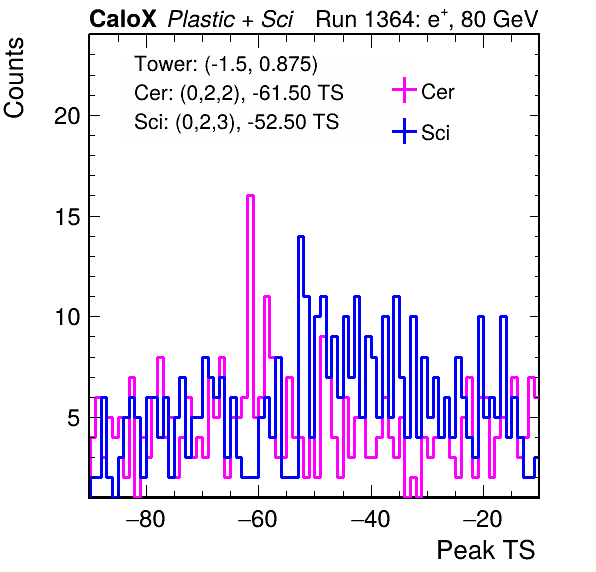 CaloX Plastic + Sci Run 1364: e⁺, 80 GeV
Counts
Tower: (-1.5, 0.875)
Cer: (0,2,2), -61.50 TS
Sci: (0,2,3), -52.50 TS
Cer
Sci
20
15
10
5
−80 −60 −40 −20
Peak TS